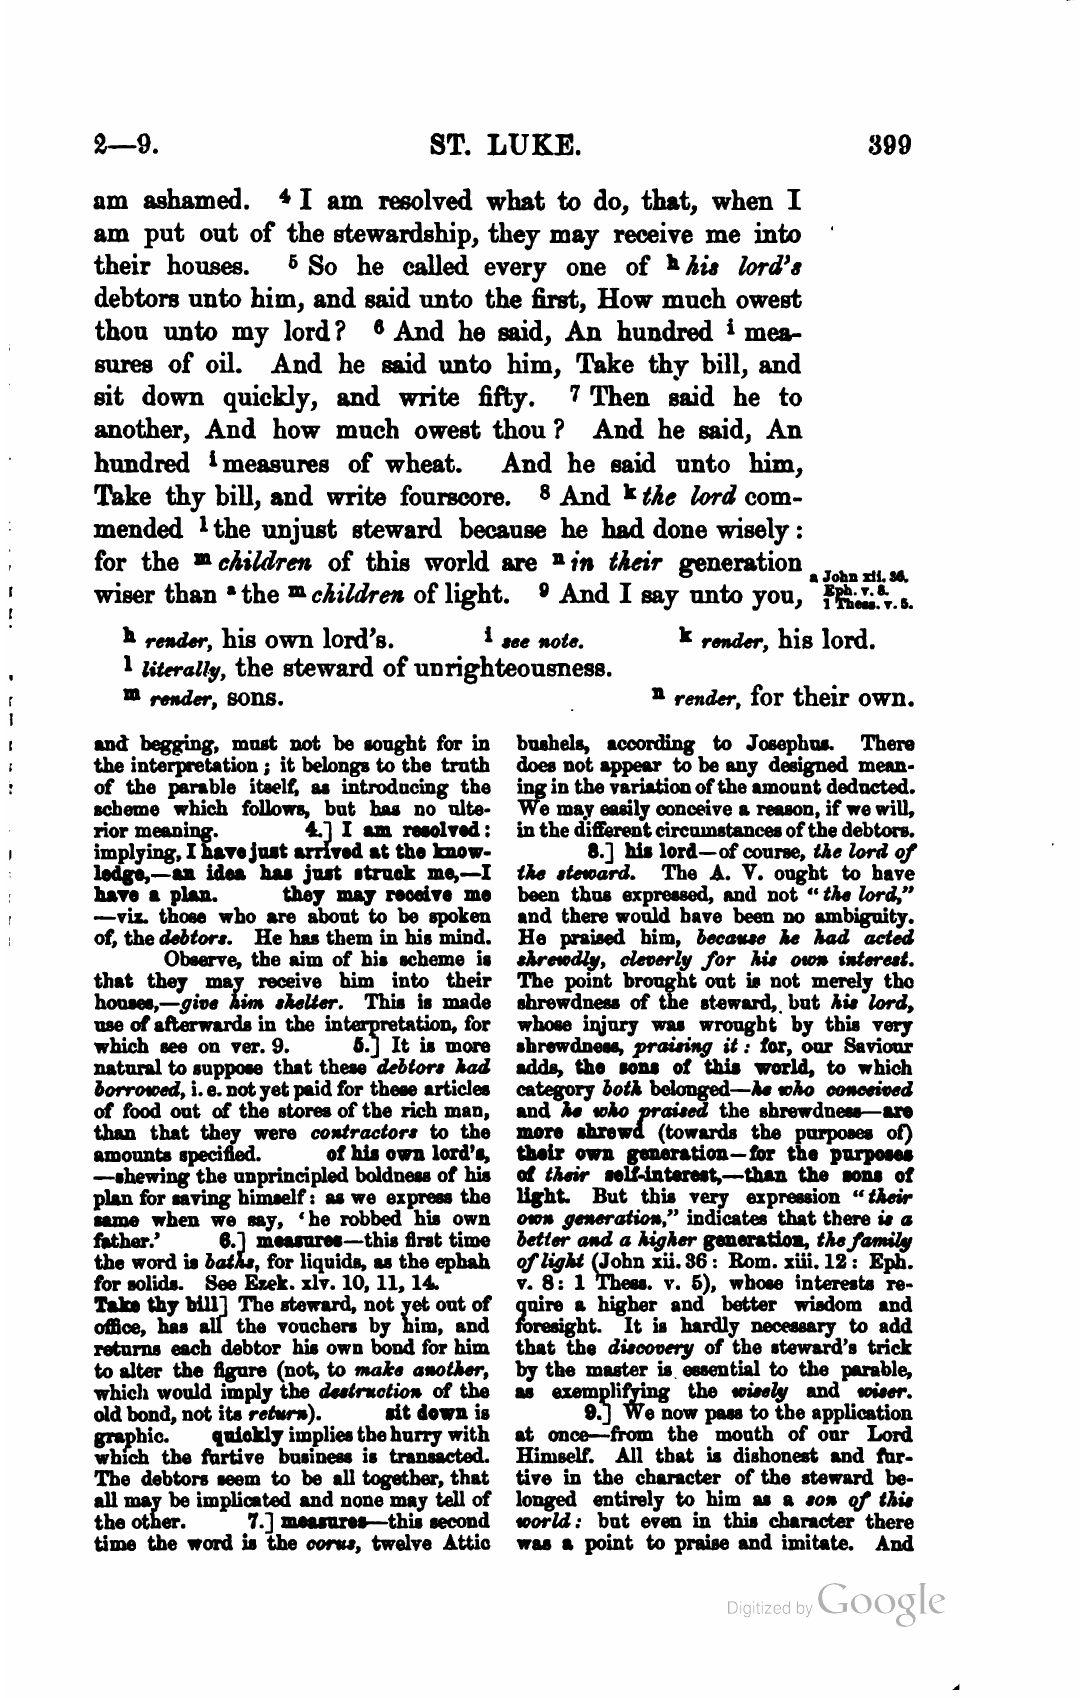 2—9. ST. LUKE. 399
am ashamed. 4 I am resolved what to do, that, when I
am put out of the stewardship, they may receive me into
their houses. 5 So he called every one of h his lord's
debtors unto him, and said unto the first, How much owest
thou unto my lord? 6 And he said, An hundred i mea-
sures of oil. And he said unto him, Take thy bill, and
sit down quickly, and write fifty. 7 Then said he to
another, And how much owest thou? And he said, An
hundred i measures of wheat. And he said unto him,
Take thy bill, and write fourscore. 8 And k the lord com-
mended l the unjust steward because he had done wisely:
for the m children of this world are n in their generation
wiser than a the m children of light. 9 And I say unto you,
a John xii. 36.
Eph. v. 8.
1 Thess. v. 5.
h render, his own lord's. i see note. k render, his lord.
l literally, the steward of unrighteousness.
m render, sons. n render, for their own.
and begging, must not be sought for in
the interpretation; it belongs to the truth
of the parable itself, as introducing the
scheme which follows, but has no ulte-
rior meaning. 4.] I am resolved:
implying, I have just arrived at the know-
ledge,—an idea has just struck me,—I
have a plan. they may receive me
—viz. those who are about to be spoken
of, the debtors. He has them in his mind.
Observe, the aim of his scheme is
that they may receive him into their
houses,—give him shelter. This is made
use of afterwards in the interpretation, for
which see on ver. 9. 5.] It is more
natural to suppose that these debtors had
borrowed, i. e. not yet paid for these articles
of food out of the stores of the rich man,
than that they were contractors to the
amounts specified. of his own lord's,
—shewing the unprincipled boldness of his
plan for saving himself: as we express the
same when we say, 'he robbed his own
father.' 6.] measures—this first time
the word is baths, for liquids, as the ephah
for solids. See Ezek. xlv. 10, 11, 14.
Take thy bill] The steward, not yet out of
office, has all the vouchers by him, and
returns each debtor his own bond for him
to alter the figure (not, to make another,
which would imply the destruction of the
old bond, not its return). sit down is
graphic. quickly implies the hurry with
which the furtive business is transacted.
The debtors seem to be all together, that
all may be implicated and none may tell of
the other. 7.] measures—this second
time the word is the corus, twelve Attic
bushels, according to Josephus. There
does not appear to be any designed mean-
ing in the variation of the amount deducted.
We may easily conceive a reason, if we will,
in the different circumstances of the debtors.
8.] his lord—of course, the lord of
the steward. The A. V. ought to have
been thus expressed, and not "the lord,"
and there would have been no ambiguity.
He praised him, because he had acted
shrewdly, cleverly for his own interest.
The point brought out is not merely the
shrewdness of the steward, but his lord,
whose injury was wrought by this very
shrewdness, praising it: for, our Saviour
adds, the sons of this world, to which
category both belonged—he who conceived
and he who praised the shrewdness—are
more shrewd (towards the purposes of)
their own generation—for the purposes
of their self-interest,—than the sons of
light. But this very expression "their
own generation," indicates that there is a
better and a higher generation, the family
of light (John xii. 36: Rom. xiii. 12: Eph.
v. 8: 1 Thess. v. 5), whose interests re-
quire a higher and better wisdom and
foresight. It is hardly necessary to add
that the discovery of the steward's trick
by the master is essential to the parable,
as exemplifying the wisely and wiser.
9.] We now pass to the application
at once—from the mouth of our Lord
Himself. All that is dishonest and fur-
tive in the character of the steward be-
longed entirely to him as a son of this
world: but even in this character there
was a point to praise and imitate. And
Digitized by Google